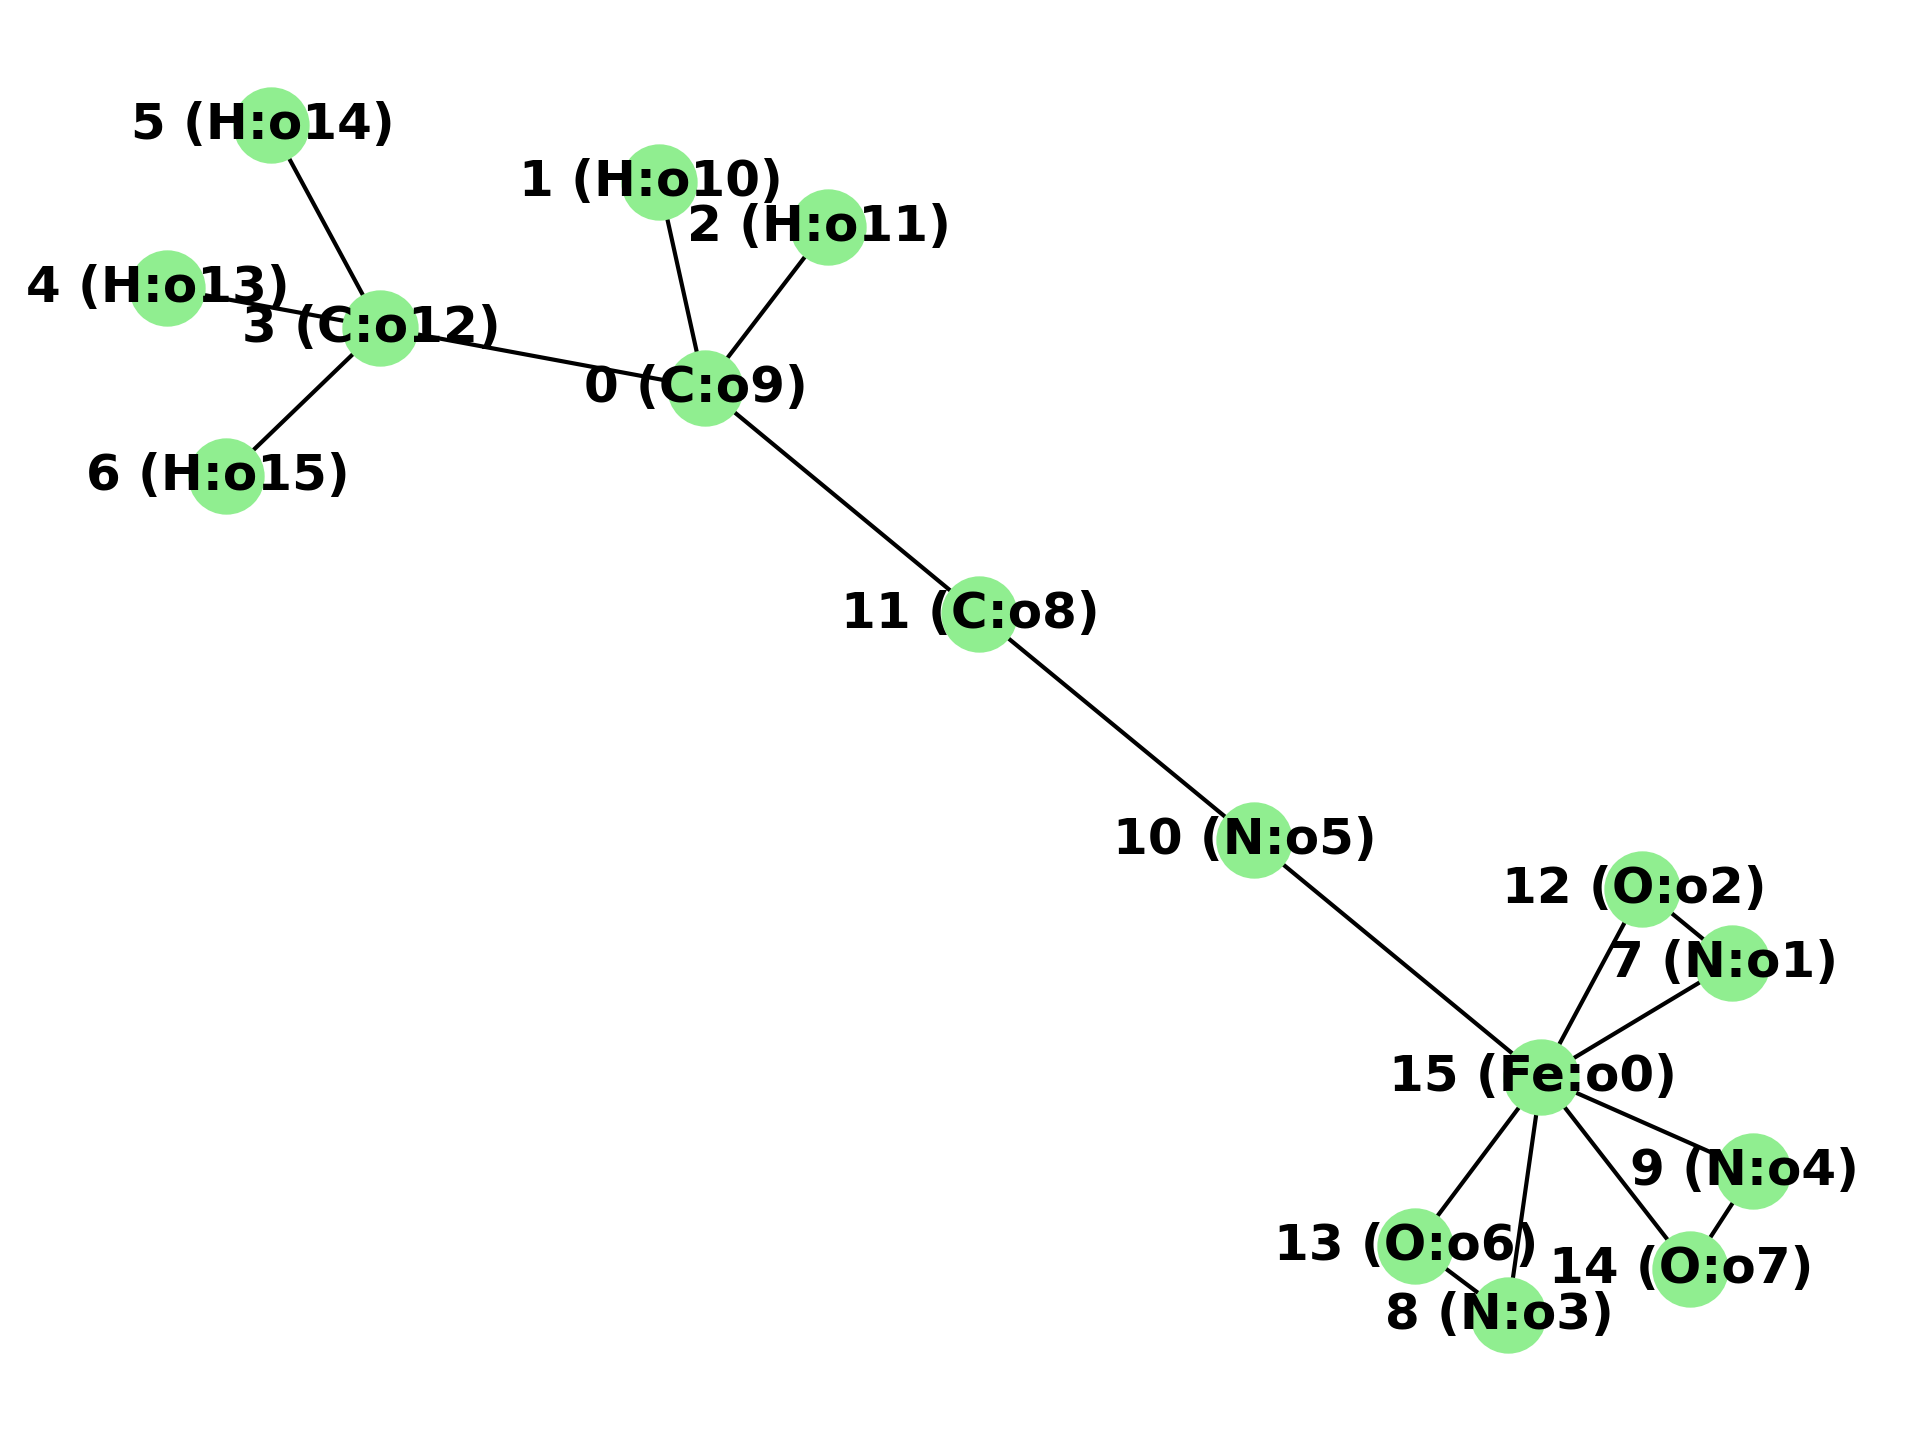 5 (H:o14)
1 (H:o10)
2 (H:o11)
4 (H:o13)
3 (C:o12)
0 (C:o9)
6 (H:o15)
11 (C:o8)
10 (N:o5)
12 (O:o2)
7 (N:o1)
15 (Fe:o0)
9 (N:o4)
13 (O:o6)
14 (O:o7)
8 (N:o3)